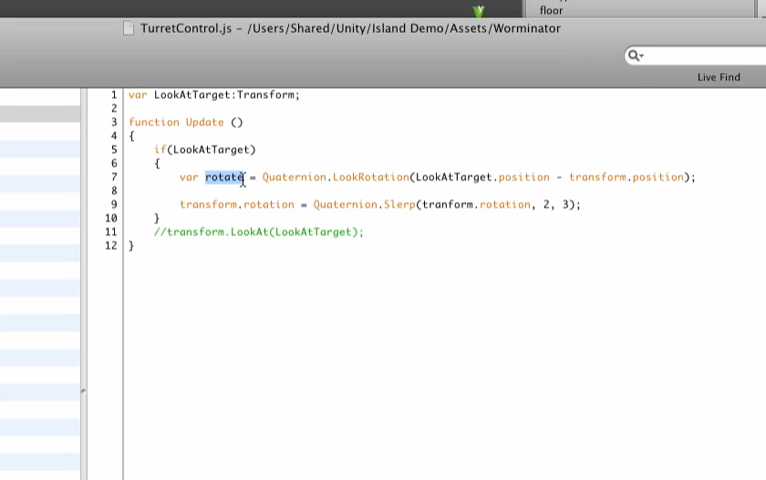 floor
TurretControl.js – /Users/Shared/Unity/Island Demo/Assets/Worminator
Live Find
1 var LookAtTarget:Transform;
2
3 function Update ()
4 {
5 if(LookAtTarget)
6 {
7 var rotate = Quaternion.LookRotation(LookAtTarget.position - transform.position);
8
9 transform.rotation = Quaternion.Slerp(tranform.rotation, 2, 3);
10 }
11 //transform.LookAt(LookAtTarget);
12 }